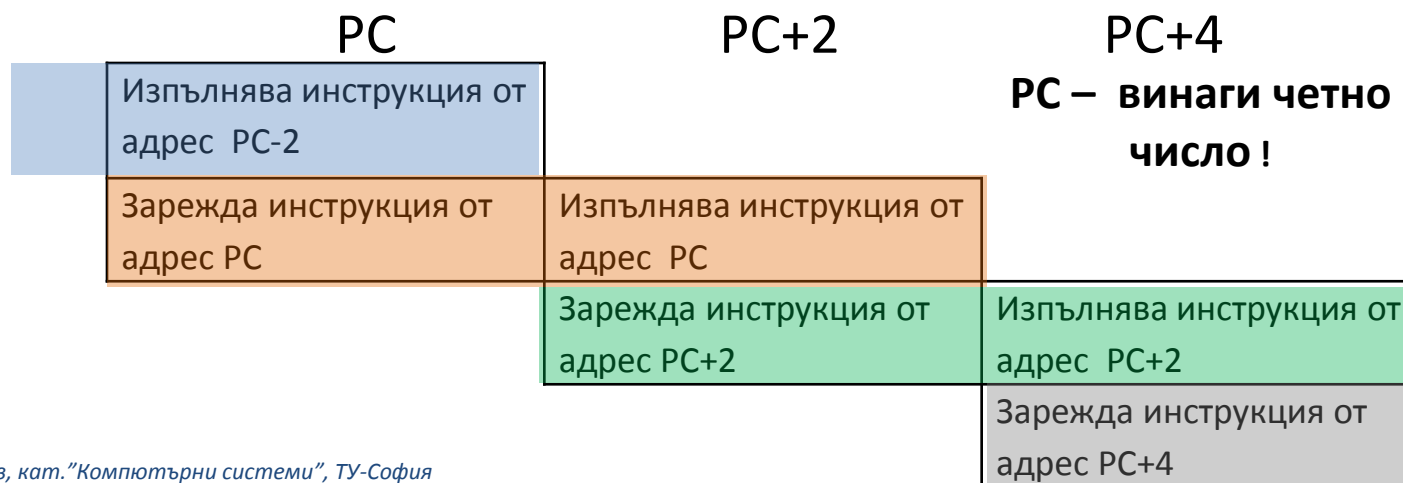 PC
PC+2
PC+4
Изпълнява инструкция от
адрес PC-2
PC – винаги четно
число !
Зарежда инструкция от
адрес PC
Изпълнява инструкция от
адрес PC
Зарежда инструкция от
адрес PC+2
Изпълнява инструкция от
адрес PC+2
Зарежда инструкция от
адрес PC+4
кат."Компютърни системи", ТУ-София